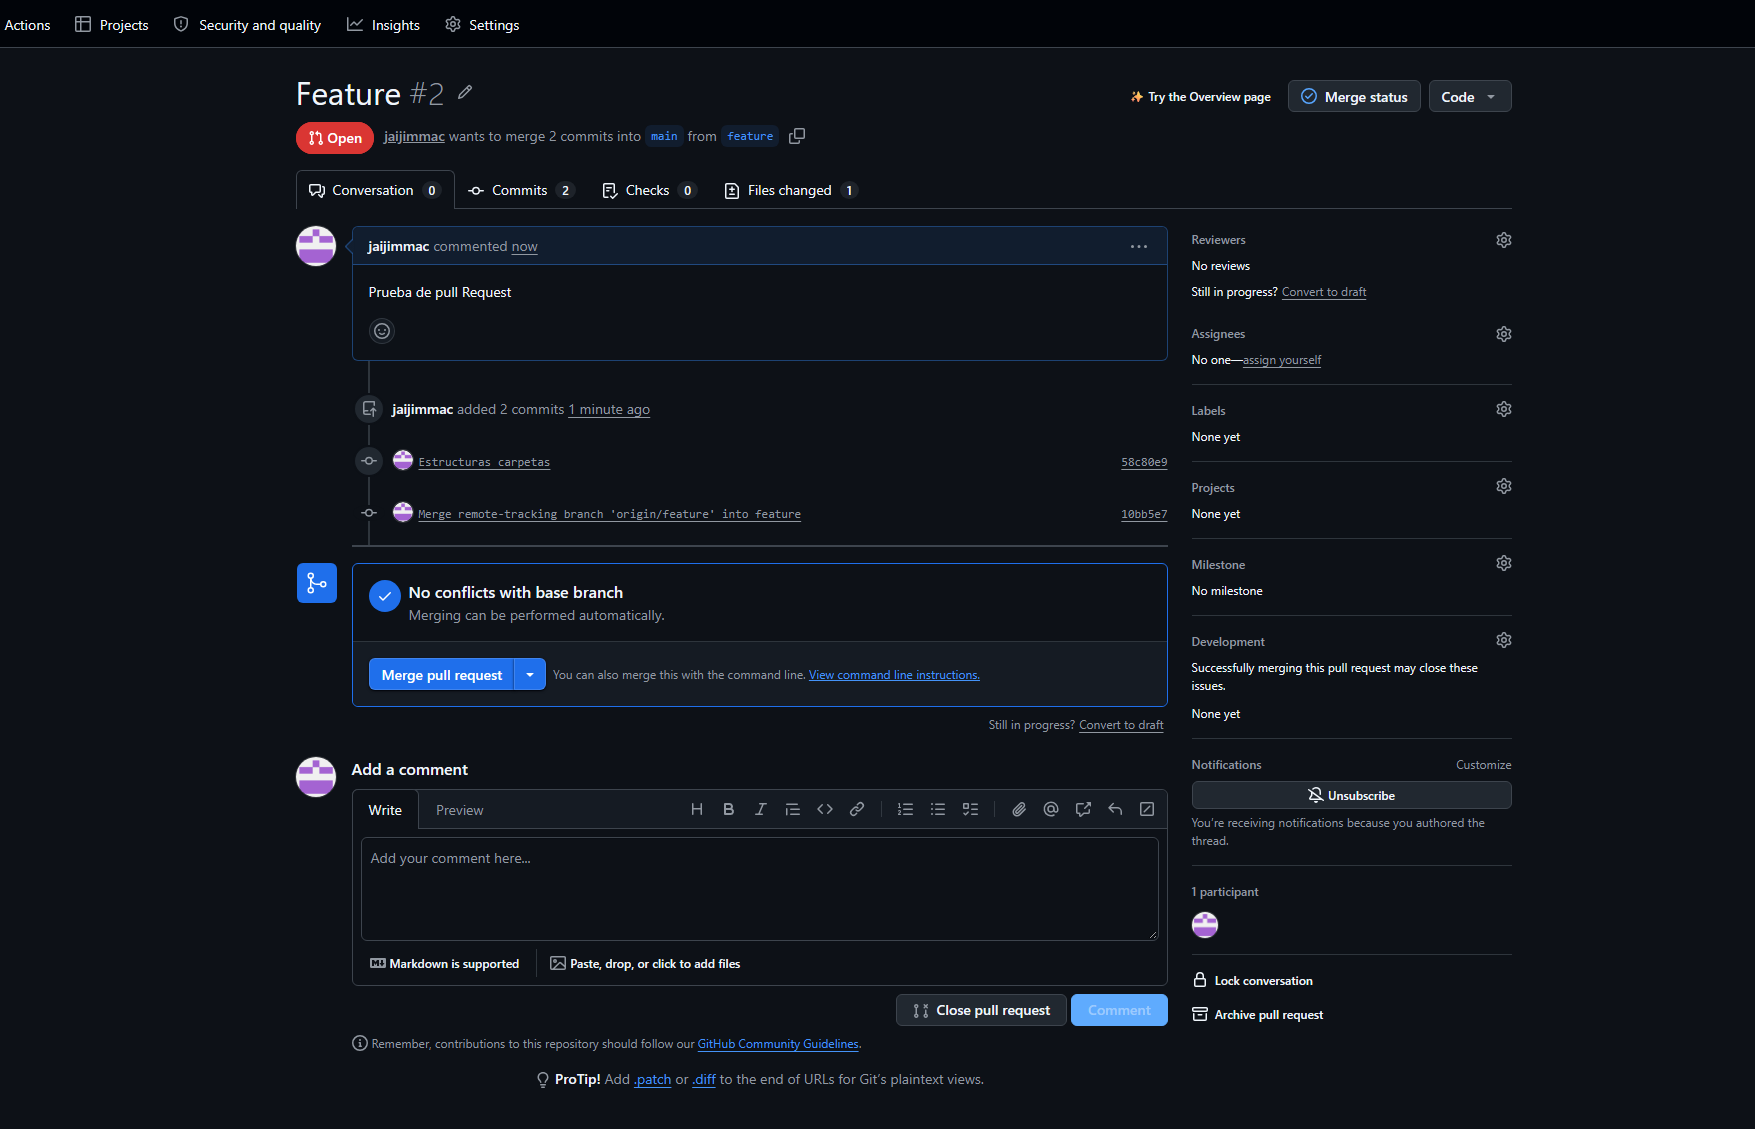 Actions Projects Security and quality Insights Settings
Feature #2
Try the Overview page Merge status Code
Open jaijimmac wants to merge 2 commits into main from feature
Conversation 0 Commits 2 Checks 0 Files changed 1
jaijimmac commented now
Prueba de pull Request
jaijimmac added 2 commits 1 minute ago
Estructuras carpetas 58c80e9
Merge remote-tracking branch 'origin/feature' into feature 10bb5e7
No conflicts with base branch
Merging can be performed automatically.
Merge pull request You can also merge this with the command line. View command line instructions.
Still in progress? Convert to draft
Add a comment
Write Preview
Add your comment here...
Markdown is supported Paste, drop, or click to add files
Close pull request Comment
Remember, contributions to this repository should follow our GitHub Community Guidelines.
ProTip! Add .patch or .diff to the end of URLs for Git's plaintext views.
Reviewers
No reviews
Still in progress? Convert to draft
Assignees
No one—assign yourself
Labels
None yet
Projects
None yet
Milestone
No milestone
Development
Successfully merging this pull request may close these
issues.
None yet
Notifications Customize
Unsubscribe
You're receiving notifications because you authored the
thread.
1 participant
Lock conversation
Archive pull request